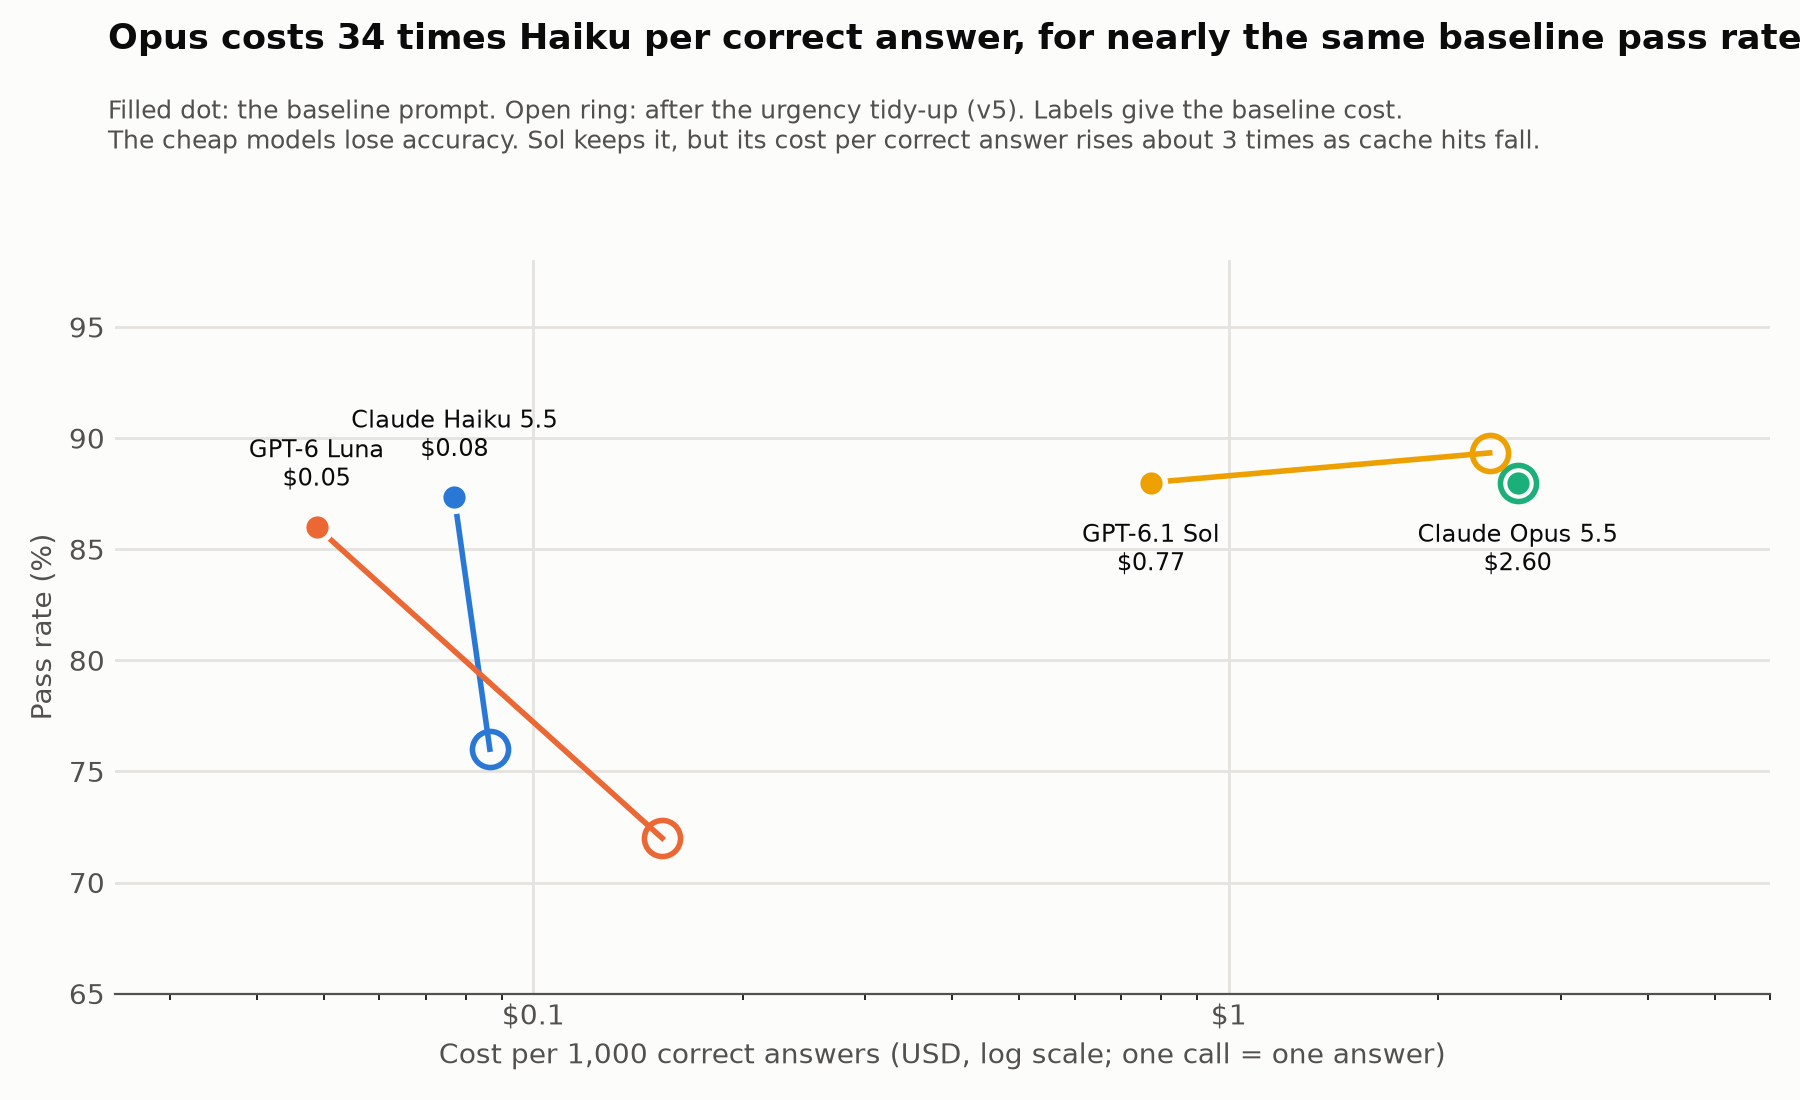 Opus costs 34 times Haiku per correct answer, for nearly the same baseline pass rate
Filled dot: the baseline prompt. Open ring: after the urgency tidy-up (v5). Labels give the baseline cost.
The cheap models lose accuracy. Sol keeps it, but its cost per correct answer rises about 3 times as cache hits fall.
95
90
85
80
75
70
65
Pass rate (%)
Claude Haiku 5.5
$0.08
GPT-6 Luna
$0.05
GPT-6.1 Sol
$0.77
Claude Opus 5.5
$2.60
$0.1
$1
Cost per 1,000 correct answers (USD, log scale; one call = one answer)